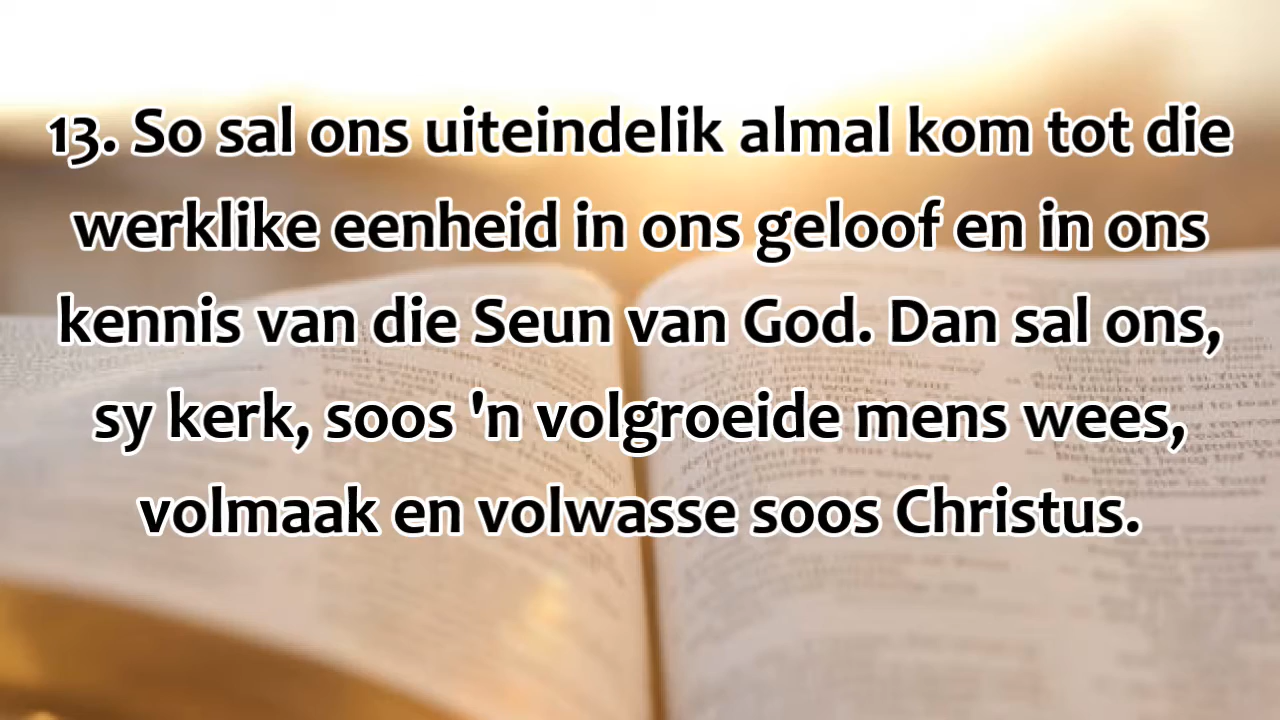 13. So sal ons uiteindelik almal kom tot die
werklike eenheid in ons geloof en in ons
kennis van die Seun van God. Dan sal ons,
sy kerk, soos 'n volgroeide mens wees,
volmaak en volwasse soos Christus.